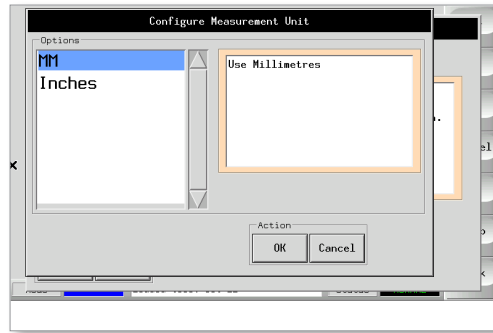 Configure Measurement Unit
Options
MM
Inches
Use Millimetres
Action
OK
Cancel